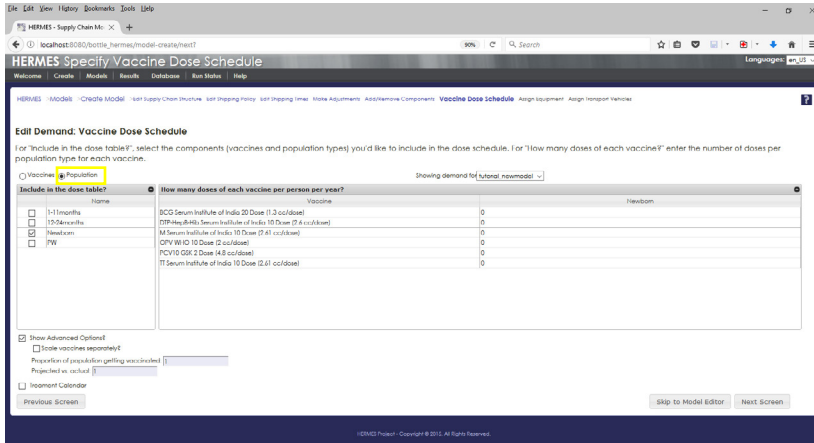 File Edit View History Bookmarks Tools Help
HERMES - Supply Chain Mo
localhost:8080/bottle_hermes/model-create/next?
90%
Search
HERMES Specify Vaccine Dose Schedule
Languages: en_US
Welcome Create Models Results Database Run Status Help
HERMES >Models >Create Model >Edit Supply Chain Structure Edit Shipping Policy Edit Shipping Times Make Adjustments Add/Remove Components Vaccine Dose Schedule Assign Equipment Assign Transport Vehicles
?
Edit Demand: Vaccine Dose Schedule
For "Include in the dose table?", select the components (vaccines and population types) you'd like to include in the dose schedule. For "How many doses of each vaccine?" enter the number of doses per
population type for each vaccine.
Vaccines Population
Showing demand for tutorial_newmodel
Include in the dose table?
How many doses of each vaccine per person per year?
Name
Vaccine
Newborn
1-11months
BCG Serum Institute of India 20 Dose (1.3 cc/dose) 0
12-24months
DTP-HepB-Hib Serum Institute of India 10 Dose (2.6 cc/dose) 0
Newborn
M Serum Institute of India 10 Dose (2.61 cc/dose) 0
PW
OPV WHO 10 Dose (2 cc/dose) 0
PCV10 GSK 2 Dose (4.8 cc/dose) 0
TT Serum Institute of India 10 Dose (2.61 cc/dose) 0
Show Advanced Options?
Scale vaccines separately?
Proportion of population getting vaccinated 1
Projected vs. actual 1
Treatment Calendar
Previous Screen
Skip to Model Editor
Next Screen
HERMES Project - Copyright © 2015. All Rights Reserved.